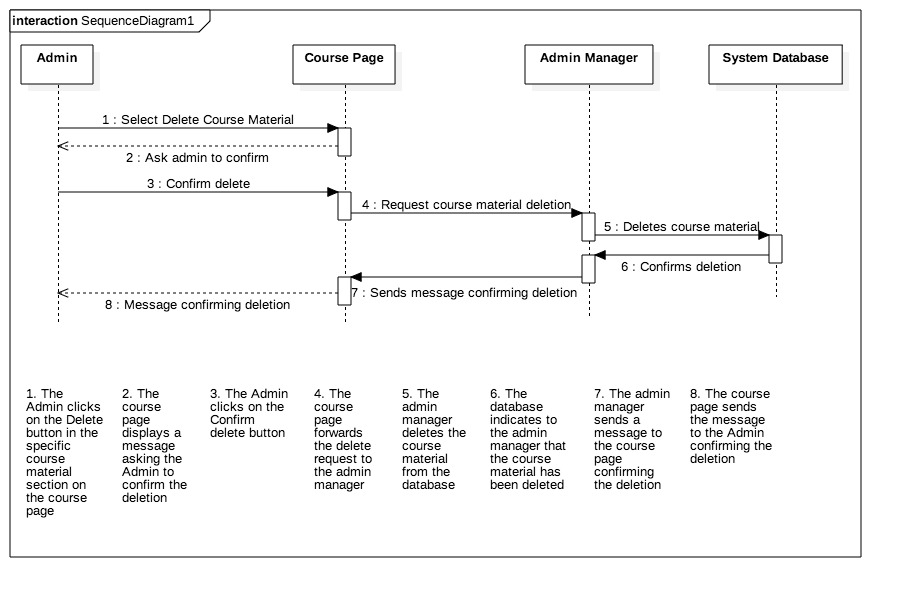 interaction SequenceDiagram1
Admin
Course Page
Admin Manager
System Database
1 : Select Delete Course Material
2 : Ask admin to confirm
3 : Confirm delete
4 : Request course material deletion
5 : Deletes course material
6 : Confirms deletion
7 : Sends message confirming deletion
8 : Message confirming deletion
1. The
Admin clicks
on the Delete
button in the
specific
course
material
section on
the course
page
2. The
course
page
displays a
message
asking the
Admin to
confirm the
deletion
3. The Admin
clicks on the
Confirm
delete button
4. The
course
page
forwards
the delete
request to
the admin
manager
5. The
admin
manager
deletes the
course
material
from the
database
6. The
database
indicates to
the admin
manager that
the course
material has
been deleted
7. The admin
manager
sends a
message to
the course
page
confirming
the deletion
8. The course
page sends
the message
to the Admin
confirming the
deletion